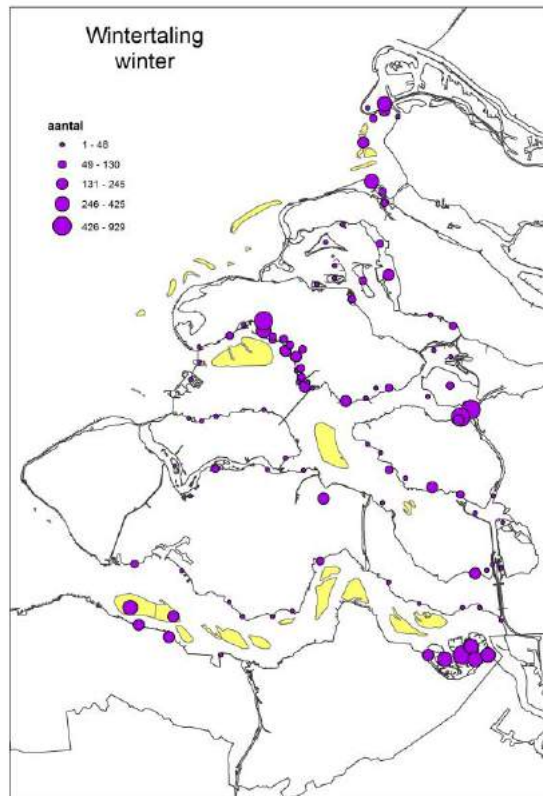 Wintertaling
winter
aantal
1 - 48
49 - 130
131 - 245
246 - 425
426 - 929